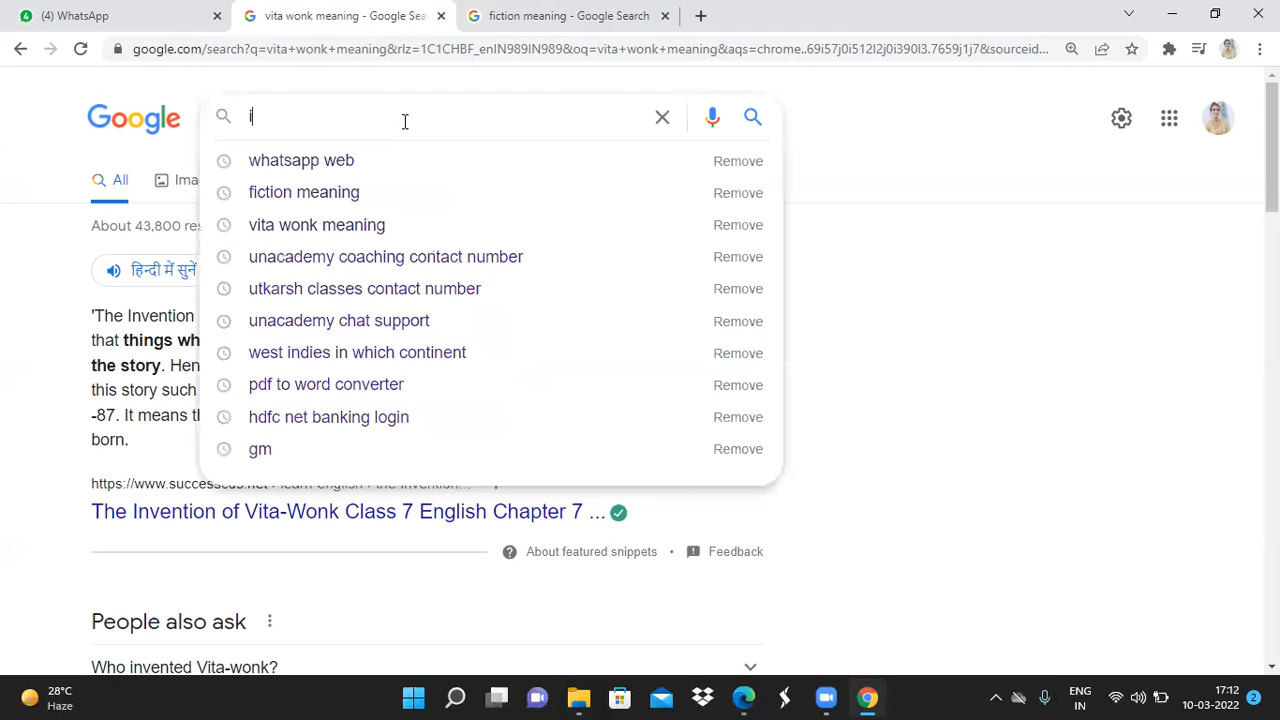 (4) WhatsApp
vita wonk meaning - Google Sear
fiction meaning - Google Search
google.com/search?q=vita+wonk+meaning&rlz=1C1CHBF_enIN989IN989&oq=vita+wonk+meaning&aqs=chrome..69i57j0i512l2j0i390l3.7659j1j7&sourceid...
Google
i
whatsapp web Remove
fiction meaning Remove
vita wonk meaning Remove
unacademy coaching contact number Remove
utkarsh classes contact number Remove
unacademy chat support Remove
west indies in which continent Remove
pdf to word converter Remove
hdfc net banking login Remove
gm Remove
All
Ima
About 43,800 res
हिन्दी में सुनें
'The Invention
that things wh
the story. Hen
this story such
-87. It means th
born.
https://www.successcds.net
The Invention of Vita-Wonk Class 7 English Chapter 7 ...
About featured snippets • Feedback
People also ask
Who invented Vita-wonk?
28°C
Haze
ENG
IN
17:12
10-03-2022
2